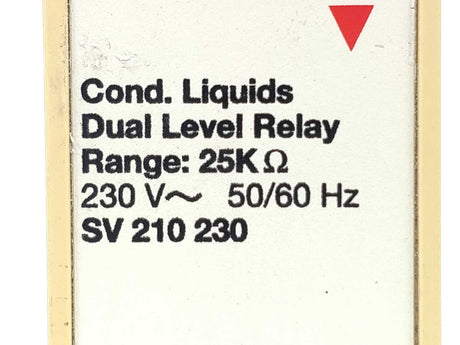 Cond. Liquids
Dual Level Relay
Range: 25KΩ
230 V~ 50/60 Hz
SV 210 230